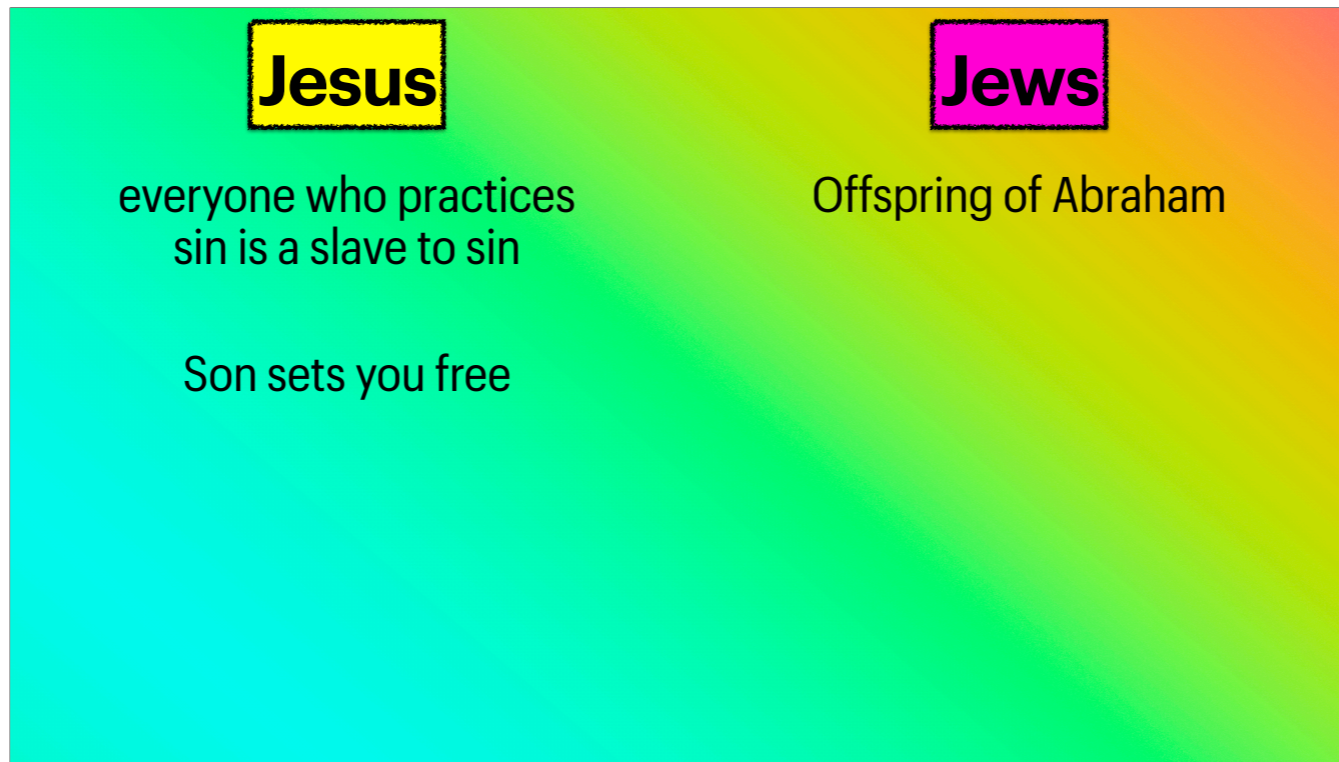 Jesus
everyone who practices
sin is a slave to sin
Son sets you free
Jews
Offspring of Abraham